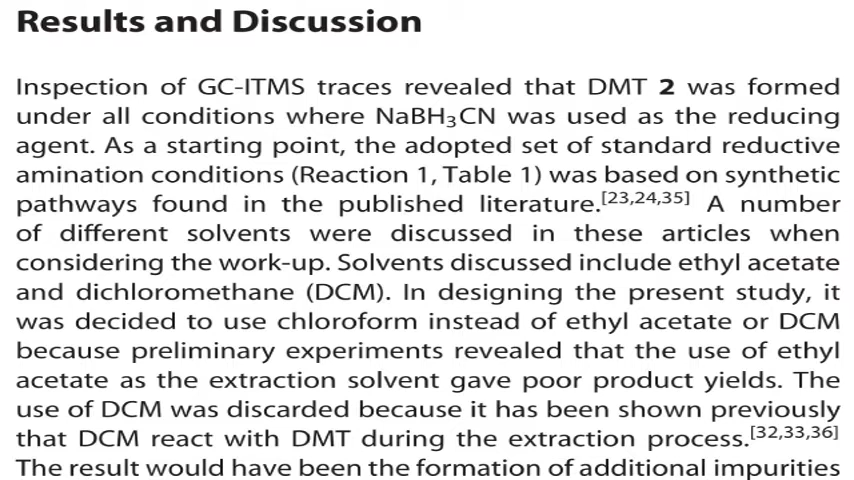 Results and Discussion
Inspection of GC-ITMS traces revealed that DMT 2 was formed
under all conditions where NaBH₃CN was used as the reducing
agent. As a starting point, the adopted set of standard reductive
amination conditions (Reaction 1, Table 1) was based on synthetic
pathways found in the published literature.[23,24,35] A number
of different solvents were discussed in these articles when
considering the work-up. Solvents discussed include ethyl acetate
and dichloromethane (DCM). In designing the present study, it
was decided to use chloroform instead of ethyl acetate or DCM
because preliminary experiments revealed that the use of ethyl
acetate as the extraction solvent gave poor product yields. The
use of DCM was discarded because it has been shown previously
that DCM react with DMT during the extraction process.[32,33,36]
The result would have been the formation of additional impurities